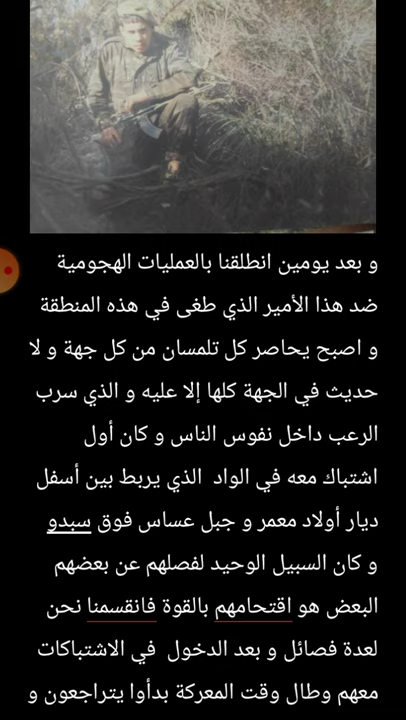 و بعد يومين انطلقنا بالعمليات الهجومية
ضد هذا الأمير الذي طغى في هذه المنطقة
و اصبح يحاصر كل تلمسان من كل جهة و لا
حديث في الجهة كلها إلا عليه و الذي سرب
الرعب داخل نفوس الناس و كان أول
اشتباك معه في الواد الذي يربط بين أسفل
ديار أولاد معمر و جبل عساس فوق سبدو
و كان السبيل الوحيد لفصلهم عن بعضهم
البعض هو اقتحامهم بالقوة فانقسمنا نحن
لعدة فصائل و بعد الدخول في الاشتباكات
معهم وطال وقت المعركة بدأوا يتراجعون و